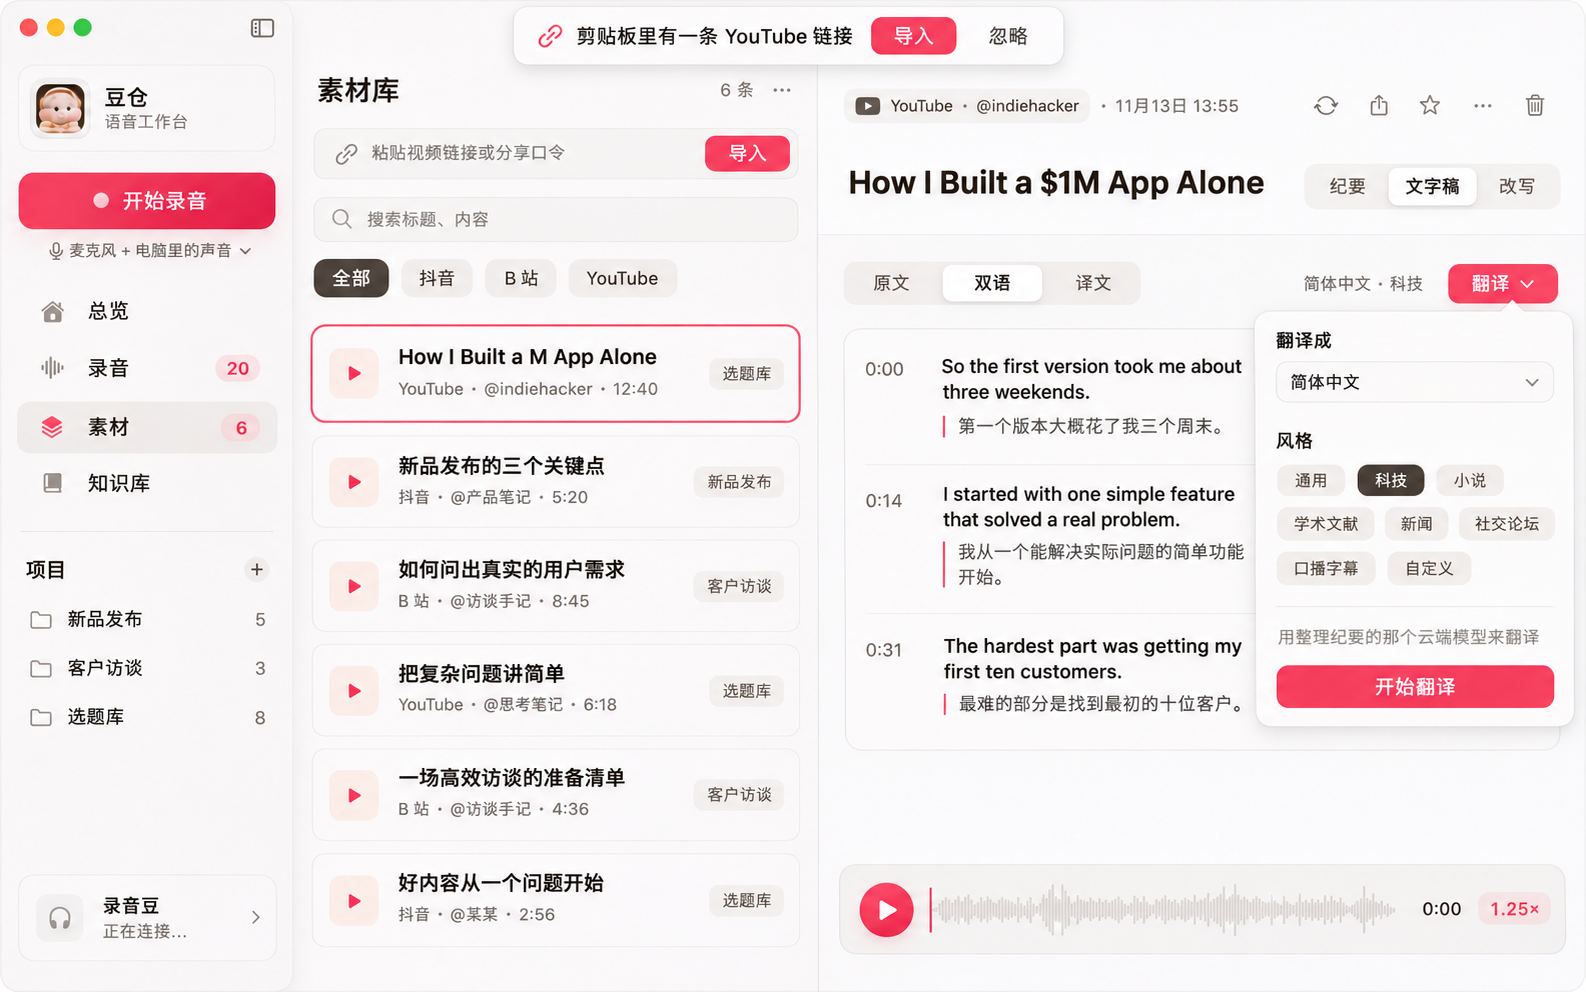 剪贴板里有一条 YouTube 链接
导入
忽略
豆仓
语音工作台
开始录音
麦克风 + 电脑里的声音
总览
录音
20
素材
6
知识库
项目
+
新品发布
5
客户访谈
3
选题库
8
录音豆
正在连接...
素材库
6 条
粘贴视频链接或分享口令
导入
搜索标题、内容
全部
抖音
B 站
YouTube
How I Built a M App Alone
YouTube · @indiehacker · 12:40
选题库
新品发布的三个关键点
抖音 · @产品笔记 · 5:20
新品发布
如何问出真实的用户需求
B 站 · @访谈手记 · 8:45
客户访谈
把复杂问题讲简单
YouTube · @思考笔记 · 6:18
选题库
一场高效访谈的准备清单
B 站 · @访谈手记 · 4:36
客户访谈
好内容从一个问题开始
抖音 · @某某 · 2:56
选题库
YouTube · @indiehacker · 11月13日 13:55
How I Built a $1M App Alone
纪要
文字稿
改写
原文
双语
译文
简体中文 · 科技
翻译
0:00
So the first version took me about
three weekends.
第一个版本大概花了我三个周末。
0:14
I started with one simple feature
that solved a real problem.
我从一个能解决实际问题的简单功能
开始。
0:31
The hardest part was getting my
first ten customers.
最难的部分是找到最初的十位客户。
翻译成
简体中文
风格
通用
科技
小说
学术文献
新闻
社交论坛
口播字幕
自定义
用整理纪要的那个云端模型来翻译
开始翻译
0:00
1.25×